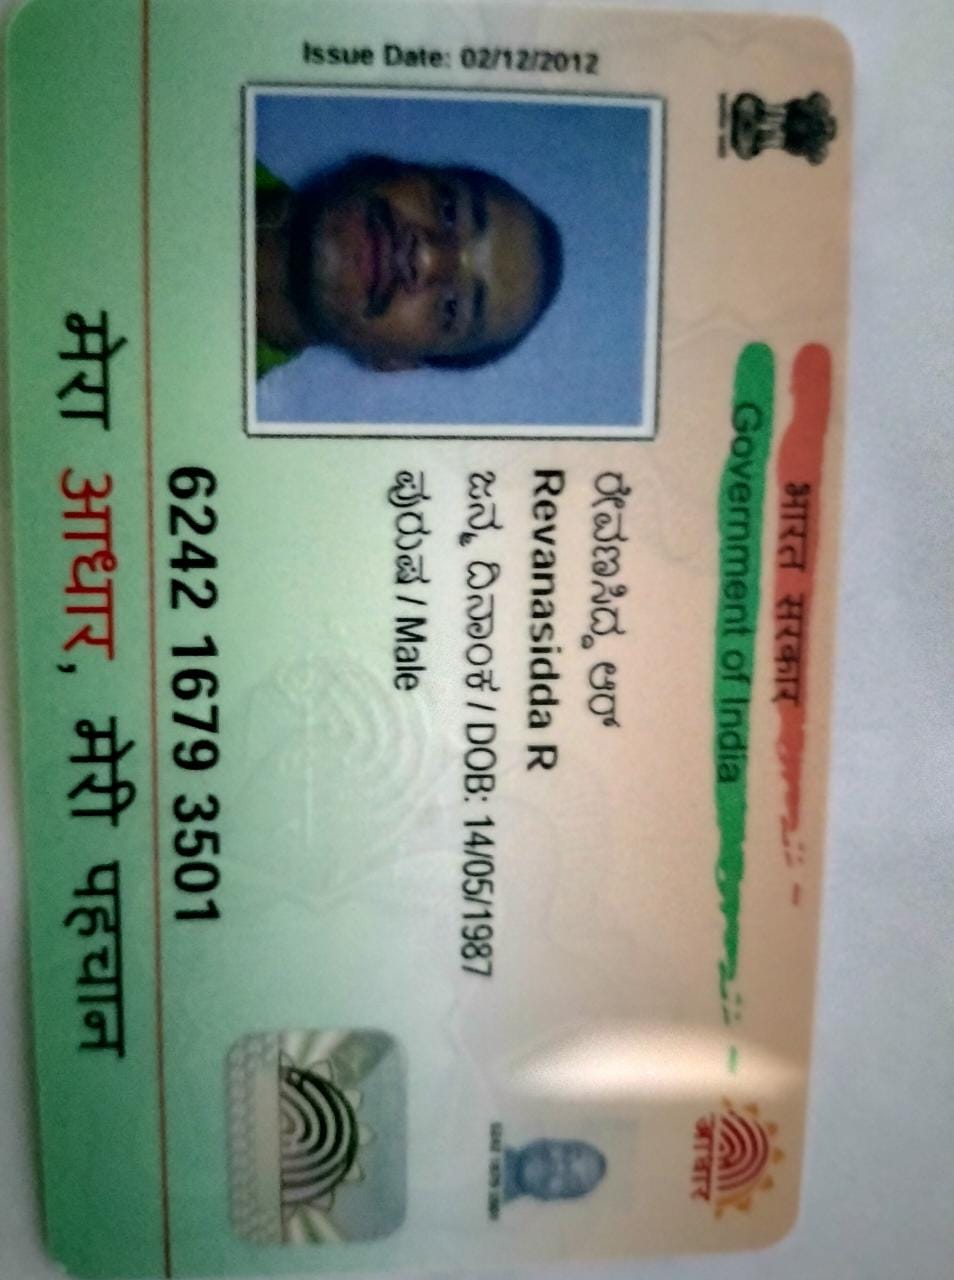 भारत सरकार
Government of India
Issue Date: 02/12/2012
ರೇವಣಸಿದ್ದ ಆರ್
Revanasidda R
ಜನ್ಮ ದಿನಾಂಕ / DOB: 14/05/1987
ಪುರುಷ / Male
आधार
6242 1679 3501
मेरा आधार, मेरी पहचान